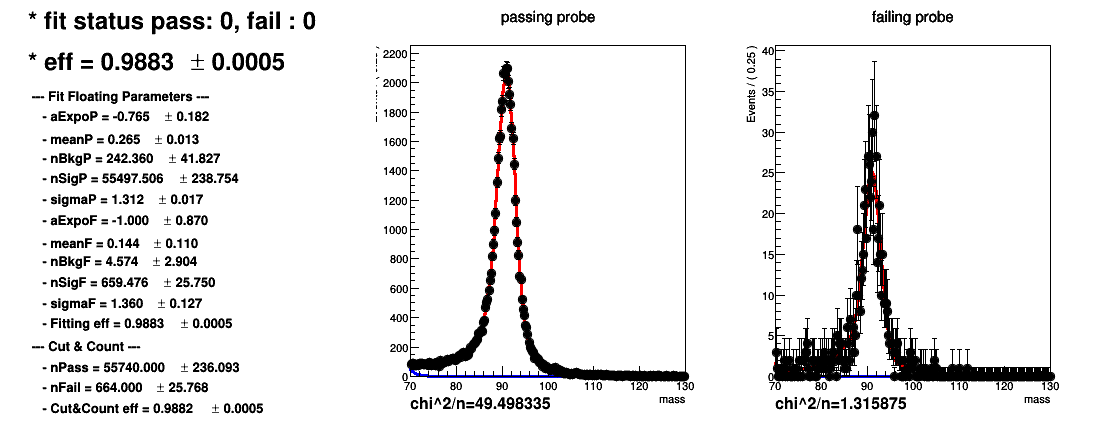 * fit status pass: 0, fail : 0
* eff = 0.9883 ± 0.0005
--- Fit Floating Parameters ---
- aExpoP = -0.765 ± 0.182
- meanP = 0.265 ± 0.013
- nBkgP = 242.360 ± 41.827
- nSigP = 55497.506 ± 238.754
- sigmaP = 1.312 ± 0.017
- aExpoF = -1.000 ± 0.870
- meanF = 0.144 ± 0.110
- nBkgF = 4.574 ± 2.904
- nSigF = 659.476 ± 25.750
- sigmaF = 1.360 ± 0.127
- Fitting eff = 0.9883 ± 0.0005
--- Cut & Count ---
- nPass = 55740.000 ± 236.093
- nFail = 664.000 ± 25.768
- Cut&Count eff = 0.9882 ± 0.0005
passing probe
2200
2000
1800
1600
1400
1200
1000
800
600
400
200
0
70 80 90 100 110 120 130
mass
chi^2/n=49.498335
failing probe
Events / ( 0.25 )
40
35
30
25
20
15
10
5
0
70 80 90 100 110 120 130
mass
chi^2/n=1.315875